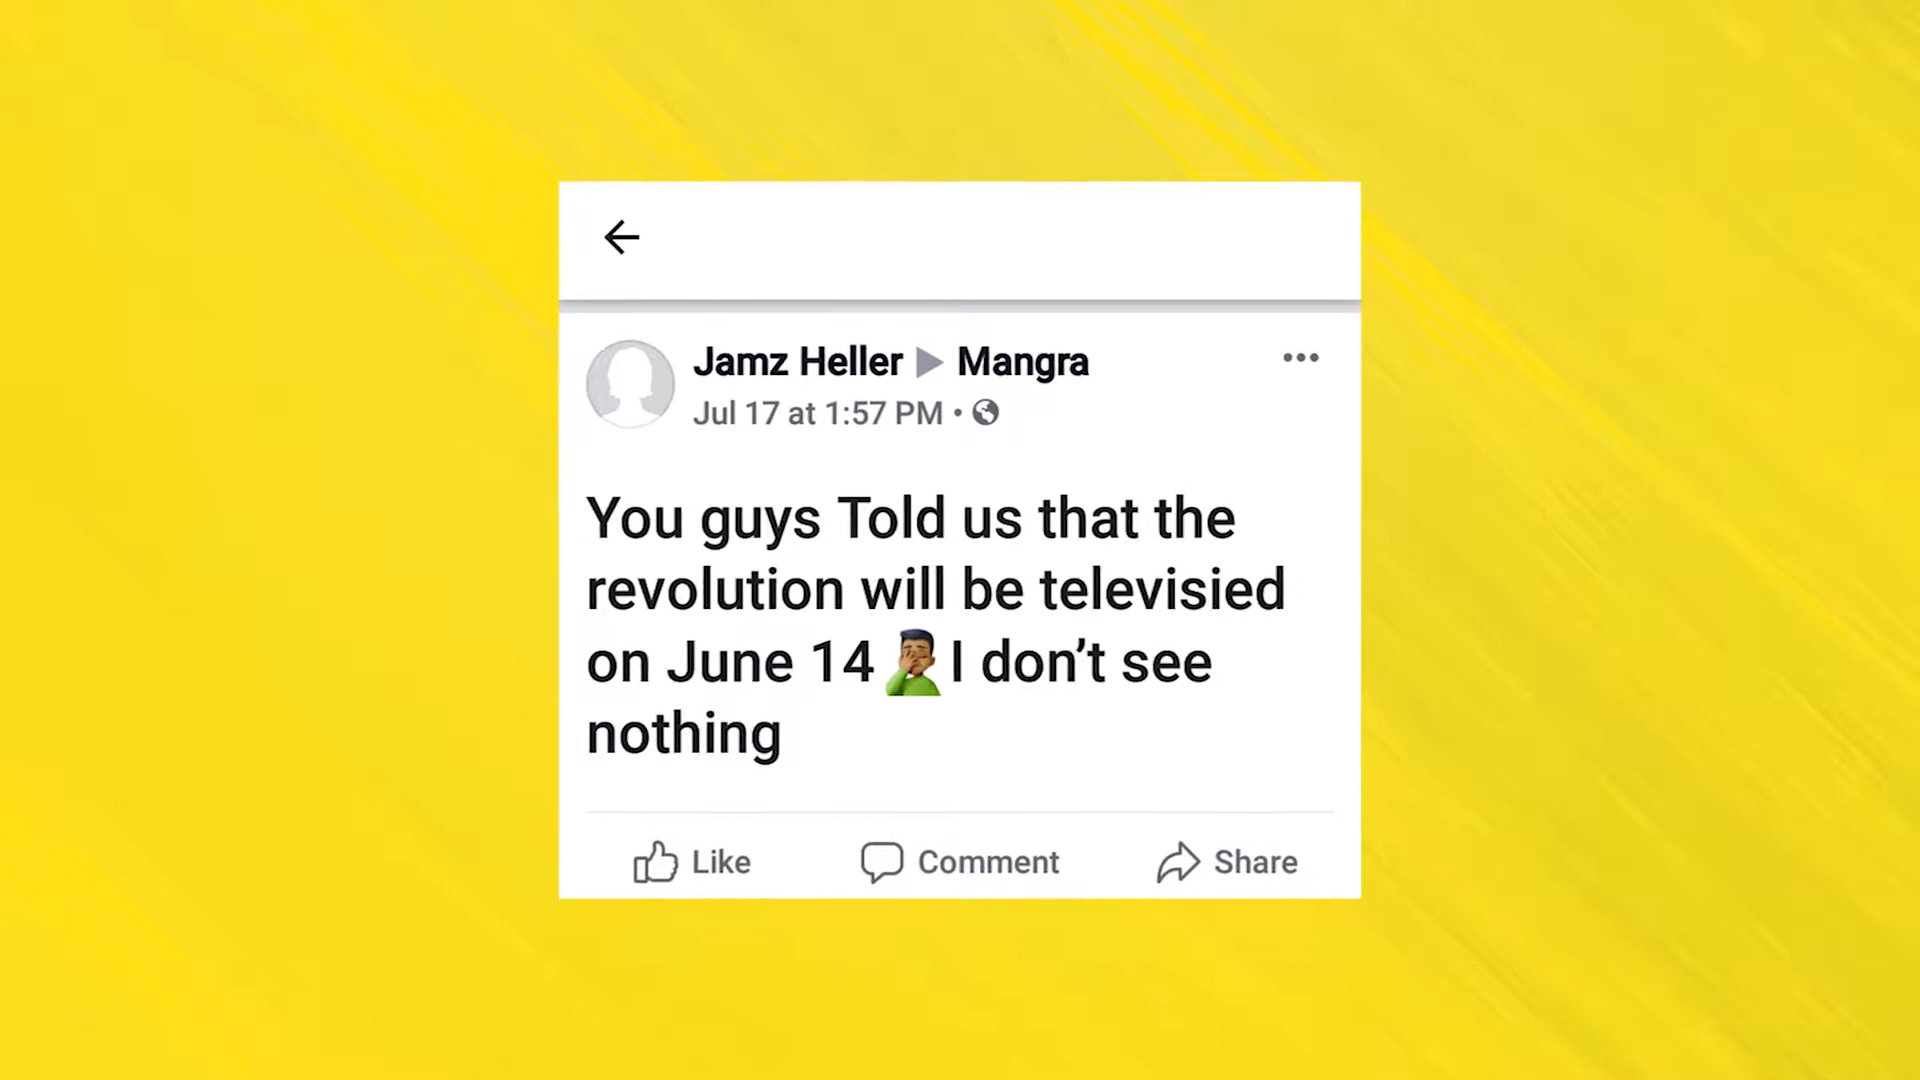 Jamz Heller ▶ Mangra
Jul 17 at 1:57 PM •
You guys Told us that the
revolution will be televisied
on June 14🤦🏽‍♂️I don’t see
nothing
Like Comment Share